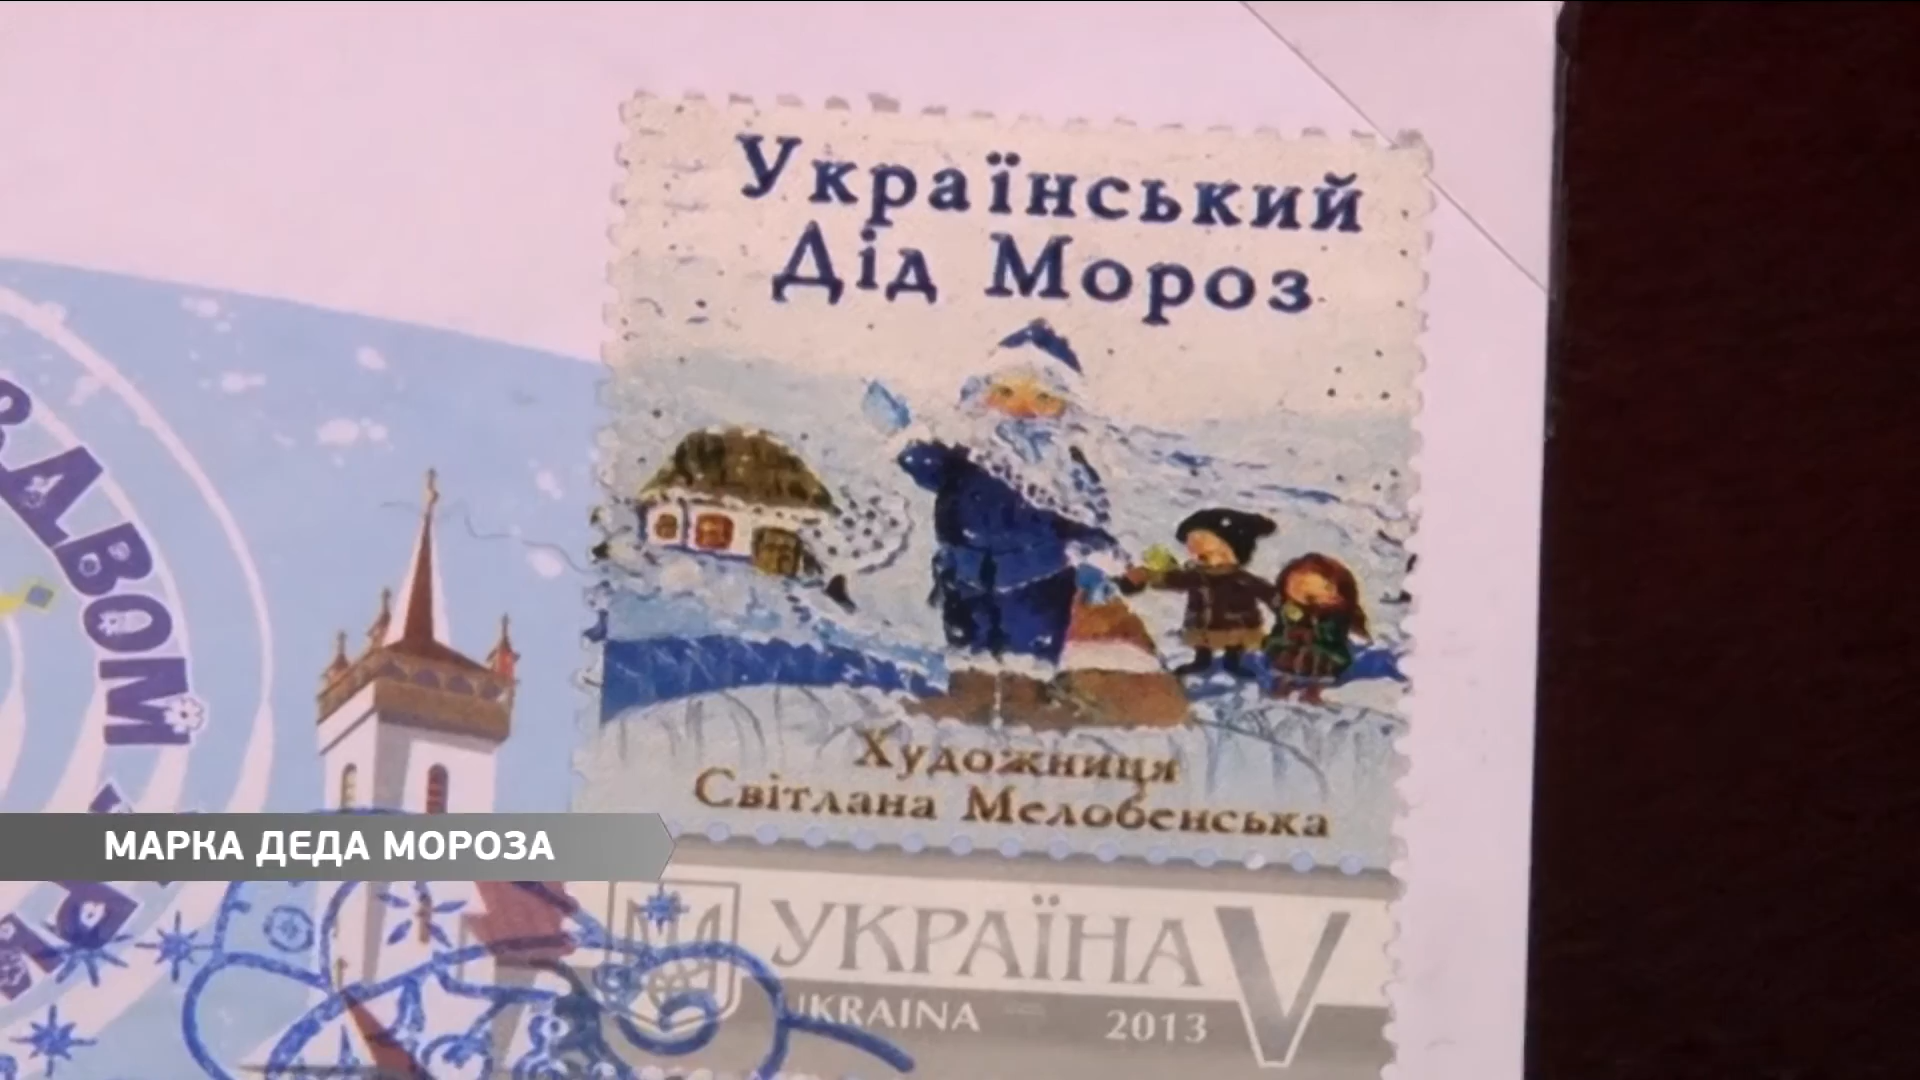 Український
Дід Мороз
Художниця
Світлана Мелобенська
МАРКА ДЕДА МОРОЗА
УКРАЇНА V
UKRAINA 2013